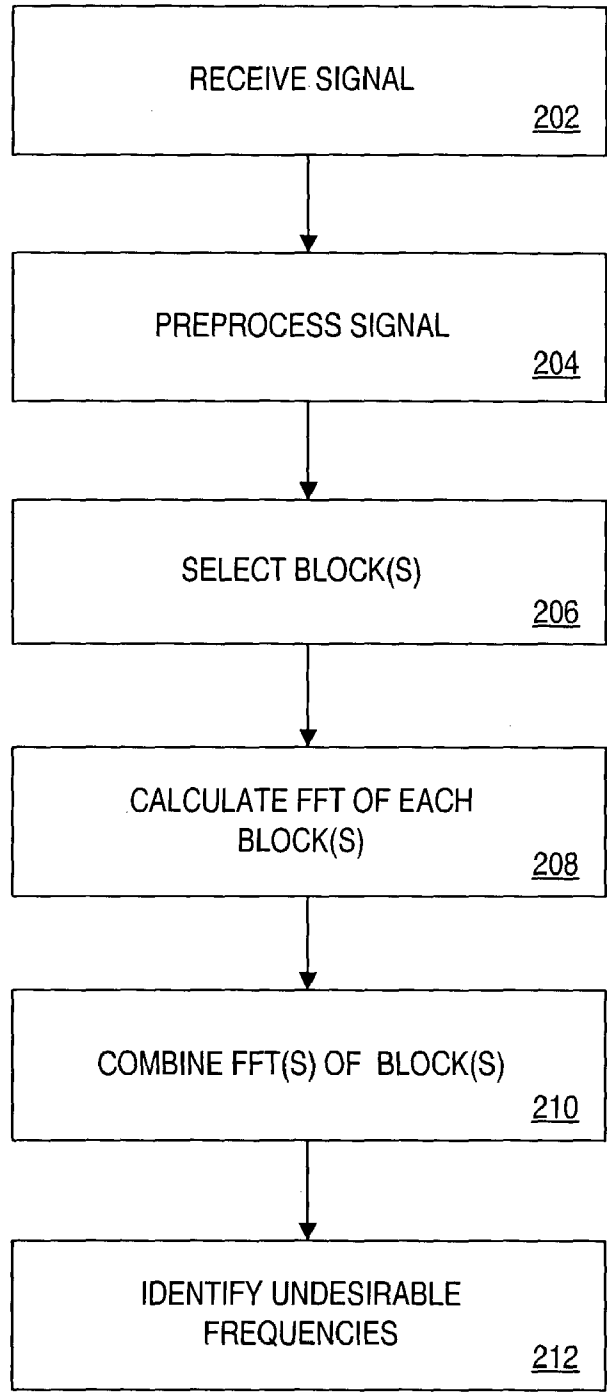 RECEIVE SIGNAL
202
PREPROCESS SIGNAL
204
SELECT BLOCK(S)
206
CALCULATE FFT OF EACH
BLOCK(S)
208
COMBINE FFT(S) OF BLOCK(S)
210
IDENTIFY UNDESIRABLE
FREQUENCIES
212